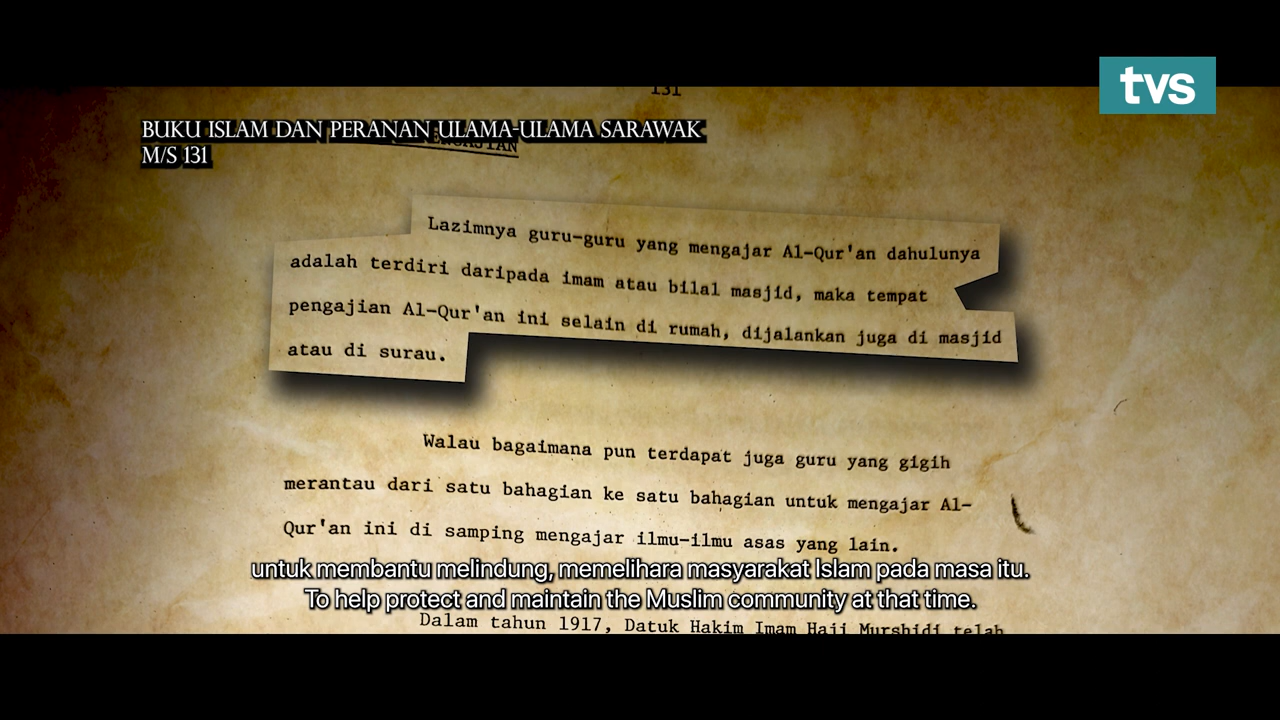 tvs
131
BUKU ISLAM DAN PERANAN ULAMA-ULAMA SARAWAK
M/S 131
Lazimnya guru-guru yang mengajar Al-Qur'an dahulunya
adalah terdiri daripada imam atau bilal masjid, maka tempat
pengajian Al-Qur'an ini selain di rumah, dijalankan juga di masjid
atau di surau.
Walau bagaimana pun terdapat juga guru yang gigih
merantau dari satu bahagian ke satu bahagian untuk mengajar Al-
Qur'an ini di samping mengajar ilmu-ilmu asas yang lain.
untuk membantu melindung, memelihara masyarakat Islam pada masa itu.
To help protect and maintain the Muslim community at that time.
Dalam tahun 1917, Datuk Hakim Imam Haji Murshidi telah